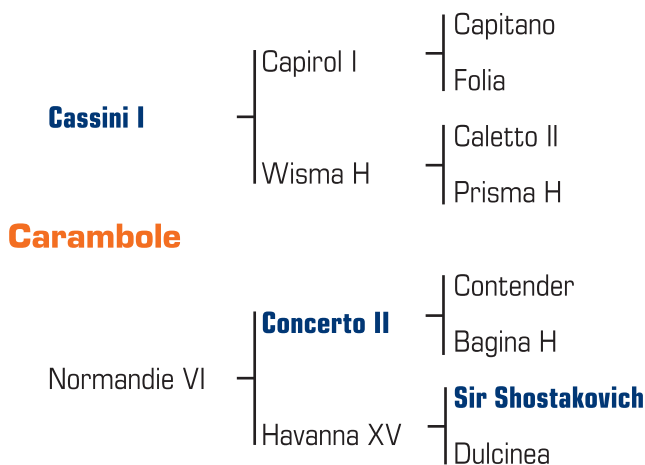 Capitano
Capirol I
Folia
Cassini I
Caletto II
Wisma H
Prisma H
Carambole
Contender
Concerto II
Bagina H
Normandie VI
Sir Shostakovich
Havanna XV
Dulcinea